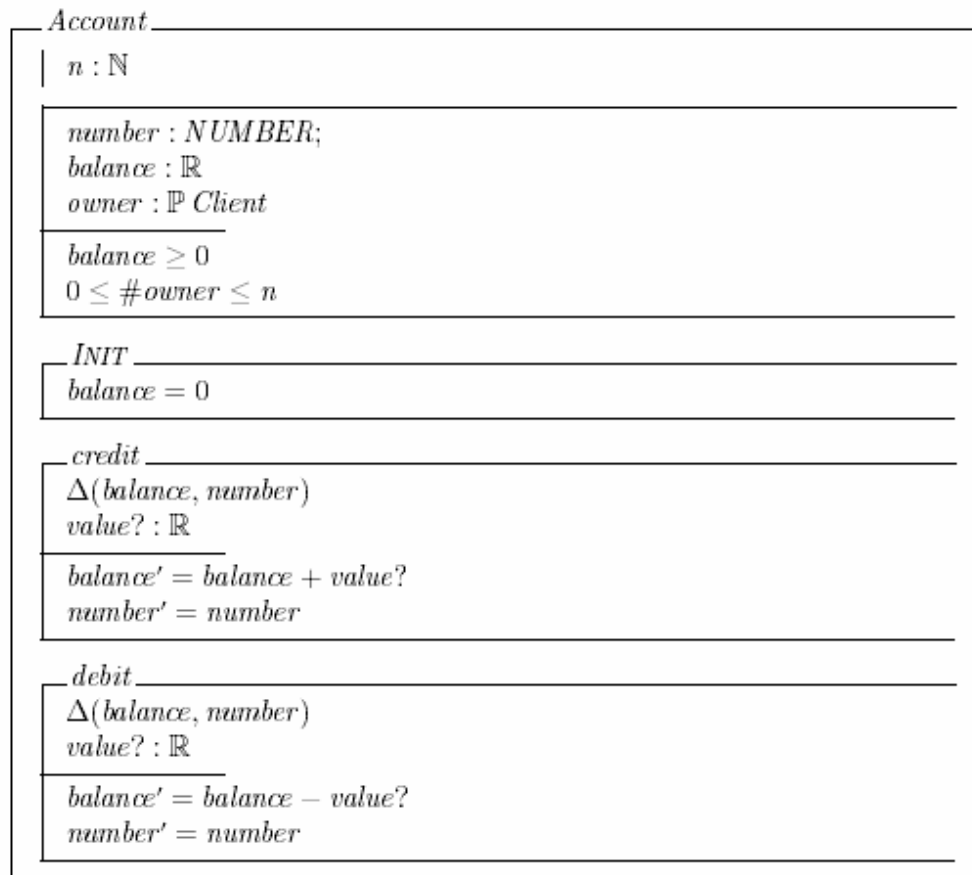 Account
n : ℕ
number : NUMBER;
balance : ℝ
owner : ℙ Client
balance ≥ 0
0 ≤ #owner ≤ n
INIT
balance = 0
credit
Δ(balance, number)
value? : ℝ
balance′ = balance + value?
number′ = number
debit
Δ(balance, number)
value? : ℝ
balance′ = balance − value?
number′ = number